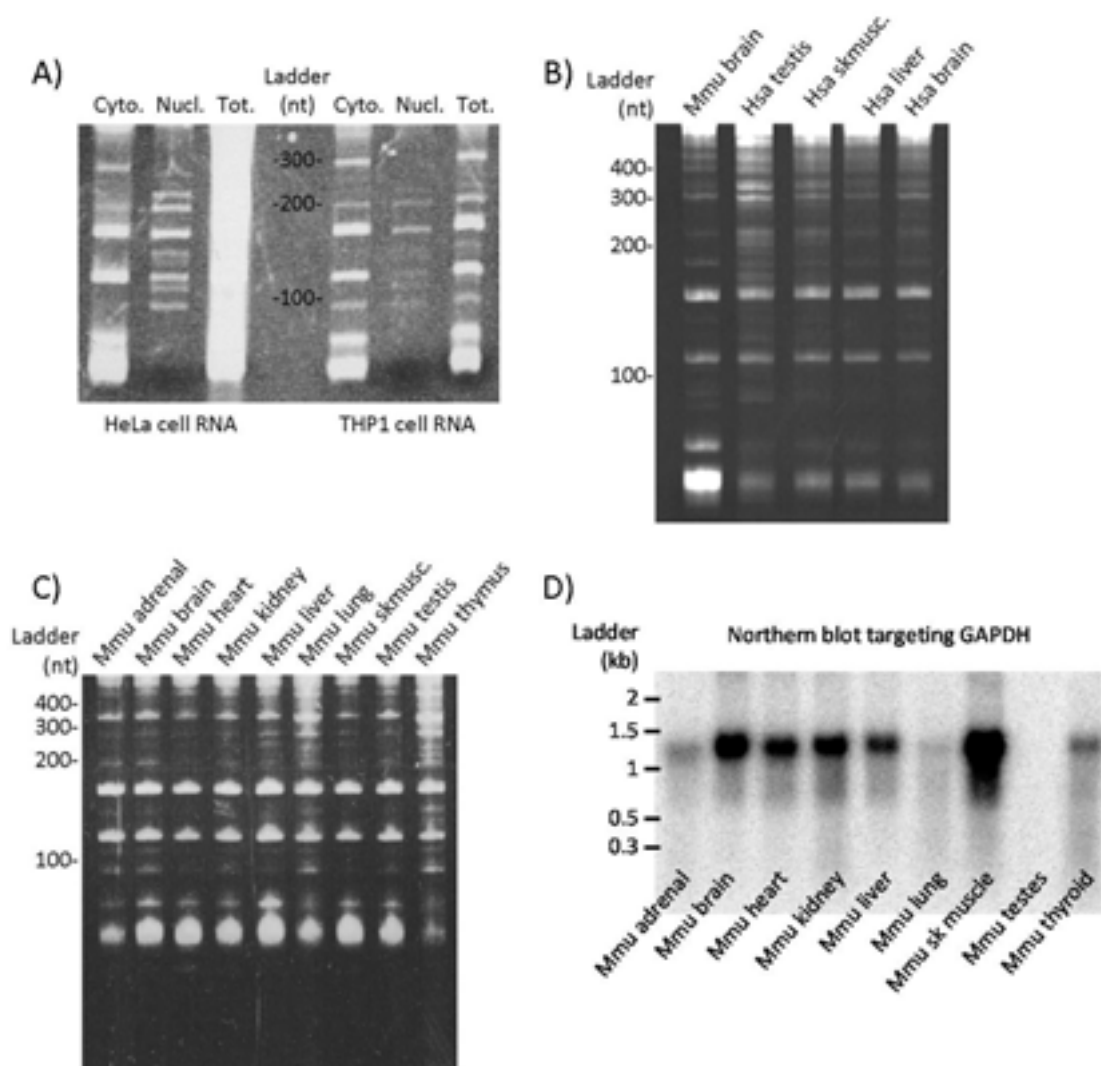 A)
Ladder
Cyto. Nucl. Tot. (nt) Cyto. Nucl. Tot.
-300-
-200-
-100-
HeLa cell RNA THP1 cell RNA
B)
Ladder
(nt)
Mmu brain
Hsa testis
Hsa skmusc.
Hsa liver
Hsa brain
400-
300-
200-
100-
C)
Ladder
(nt)
Mmu adrenal
Mmu brain
Mmu heart
Mmu kidney
Mmu liver
Mmu lung
Mmu skmusc.
Mmu testis
Mmu thymus
400-
300-
200-
100-
D)
Ladder
(kb)
Northern blot targeting GAPDH
2
1.5
1
0.5
0.3
Mmu adrenal
Mmu brain
Mmu heart
Mmu kidney
Mmu liver
Mmu lung
Mmu sk muscle
Mmu testes
Mmu thyroid